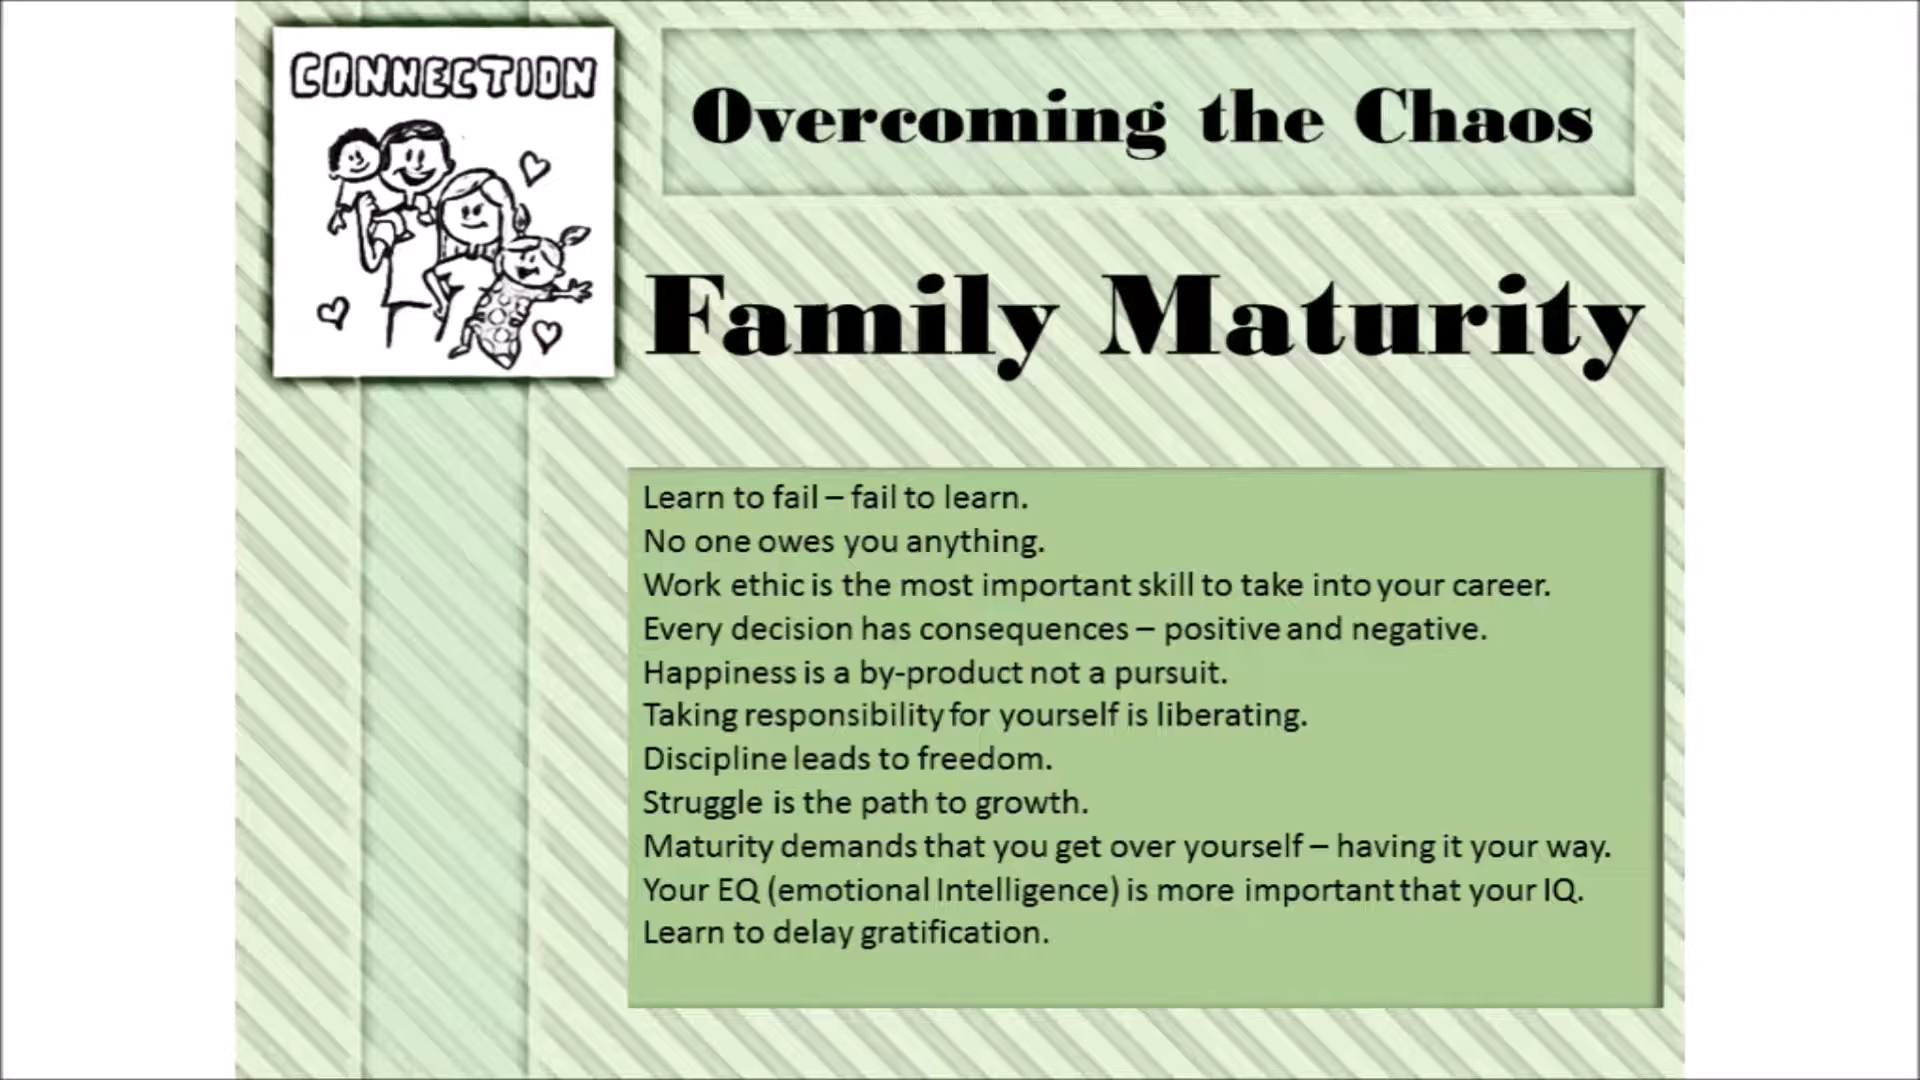 CONNECTION
Overcoming the Chaos
Family Maturity
Learn to fail – fail to learn.
No one owes you anything.
Work ethic is the most important skill to take into your career.
Every decision has consequences – positive and negative.
Happiness is a by-product not a pursuit.
Taking responsibility for yourself is liberating.
Discipline leads to freedom.
Struggle is the path to growth.
Maturity demands that you get over yourself – having it your way.
Your EQ (emotional Intelligence) is more important that your IQ.
Learn to delay gratification.